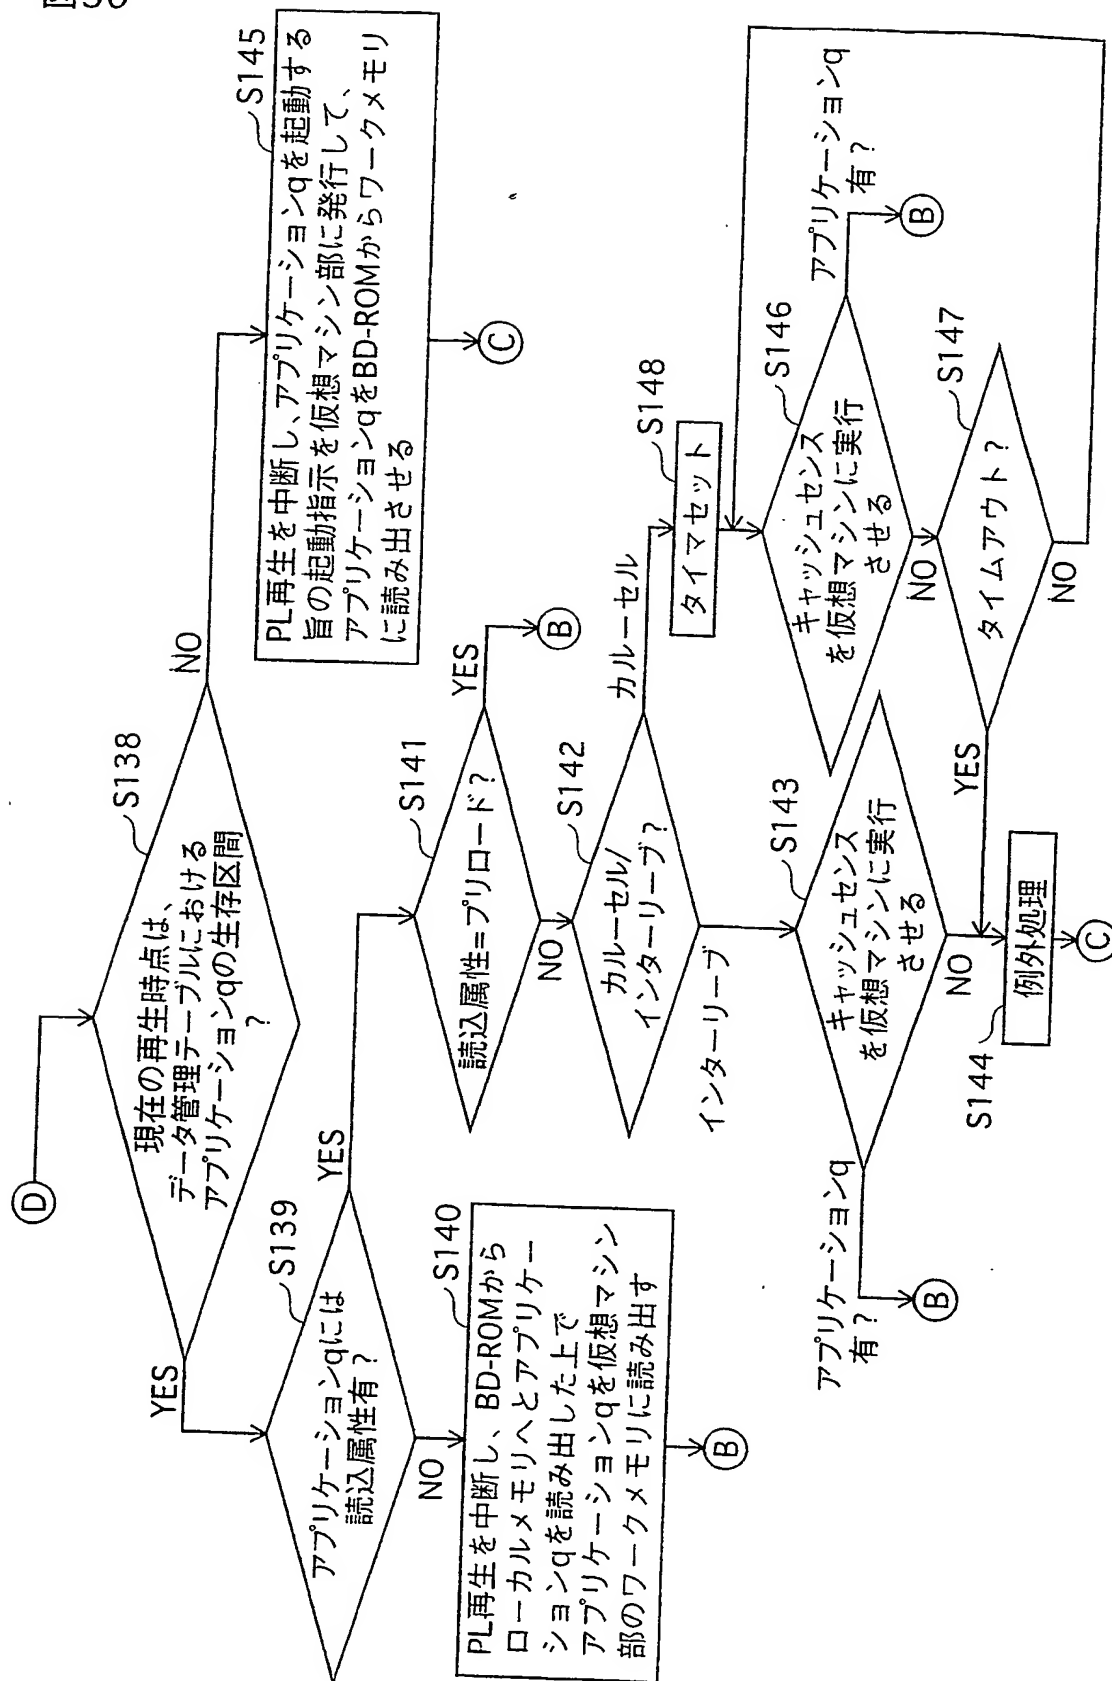 D
S138
現在の再生時点は、
データ管理テーブルにおける
アプリケーションqの生存区間
?
YES
NO
S145
PL再生を中断し、アプリケーションqを起動する
旨の起動指示を仮想マシン部に発行して、
アプリケーションqをBD-ROMからワークメモリ
に読み出させる
C
S139
アプリケーションqには
読込属性有?
YES
NO
S140
PL再生を中断し、BD-ROMから
ローカルメモリへとアプリケー
ションqを読み出した上で
アプリケーションqを仮想マシン
部のワークメモリに読み出す
B
S141
読込属性=プリロード?
YES
B
NO
S142
カルーセル/
インターリーブ?
カルーセル
インターリーブ
S148
タイマセット
S143
キャッシュセンス
を仮想マシンに実行
させる
アプリケーションq
有?
B
NO
S144
例外処理
C
S146
キャッシュセンス
を仮想マシンに実行
させる
アプリケーションq
有?
B
NO
S147
タイムアウト?
YES
NO